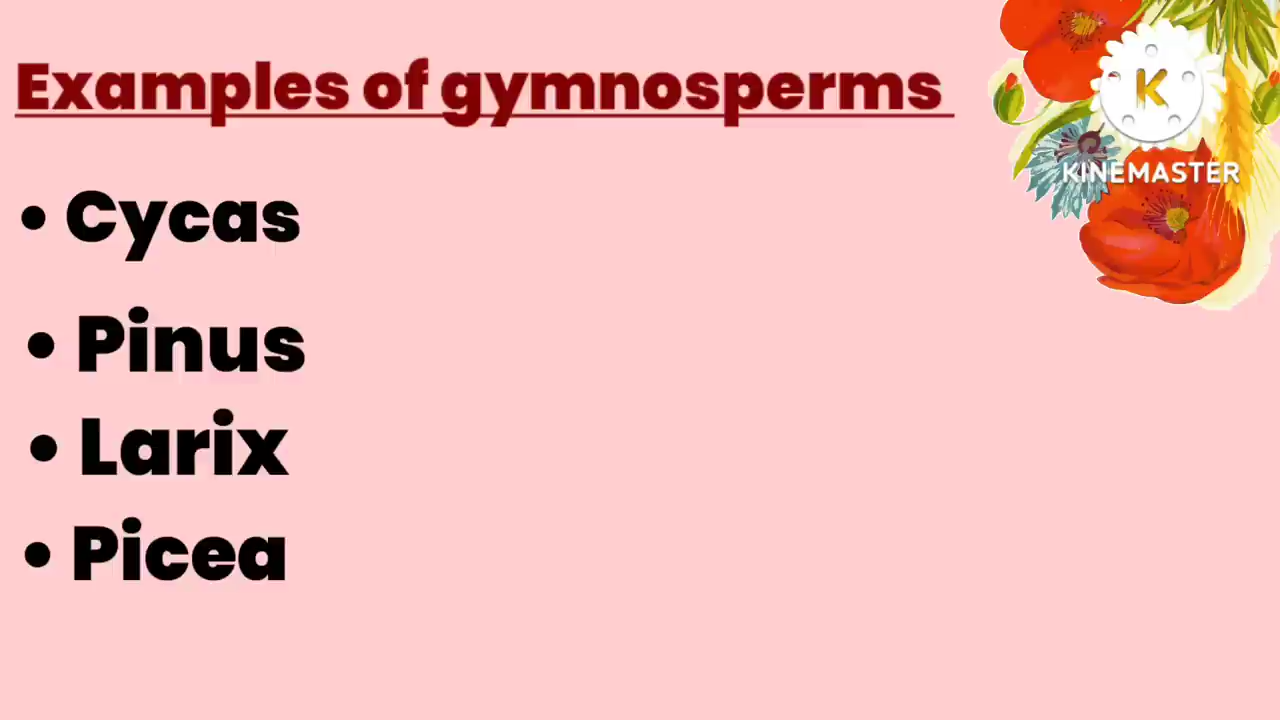 Examples of gymnosperms
• Cycas
• Pinus
• Larix
• Picea
K
KINEMASTER